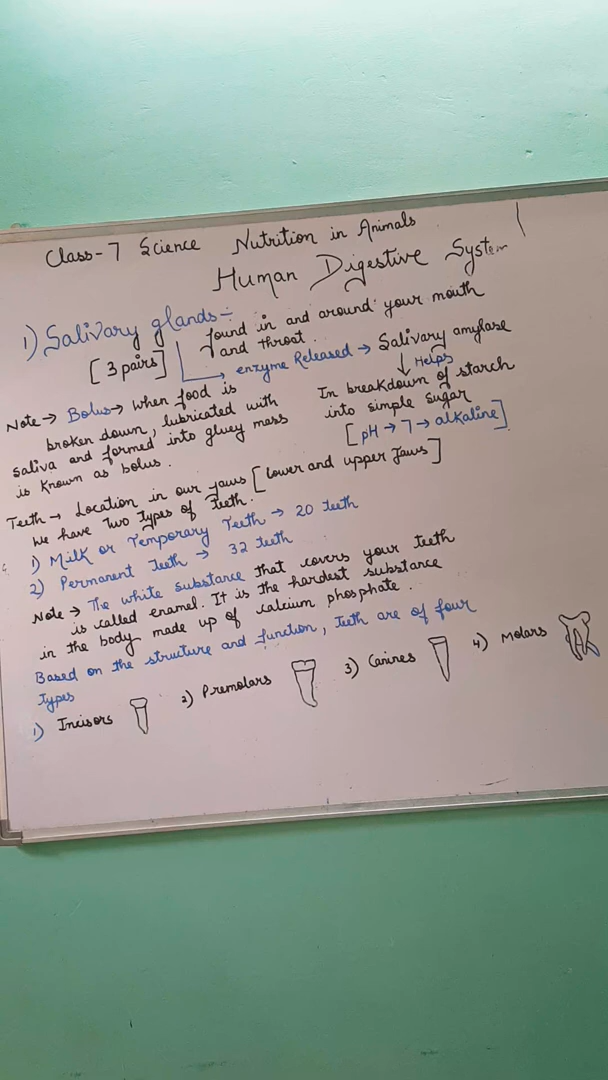 Class-7 Science Nutrition in Animals
Human Digestive System
1) Salivary glands:-
[3 pairs]
found in and around your mouth
and throat.
enzyme Released → Salivary amylase
↓ Helps
In breakdown of starch
into simple sugar
[pH → 7 → alkaline]
Note → Bolus → when food is
broken down, lubricated with
saliva and formed into gluey mass
is known as bolus.
Teeth → Location in our jaws [lower and upper Jaws]
We have Two types of Teeth.
1) Milk or Temporary Teeth → 20 teeth
2) Permanent Teeth → 32 teeth
Note → The white substance that covers your teeth
is called enamel. It is the hardest substance
in the body made up of calcium phosphate.
Based on the structure and function, teeth are of four
types
1) Incisors 2) Premolars 3) Canines 4) Molars